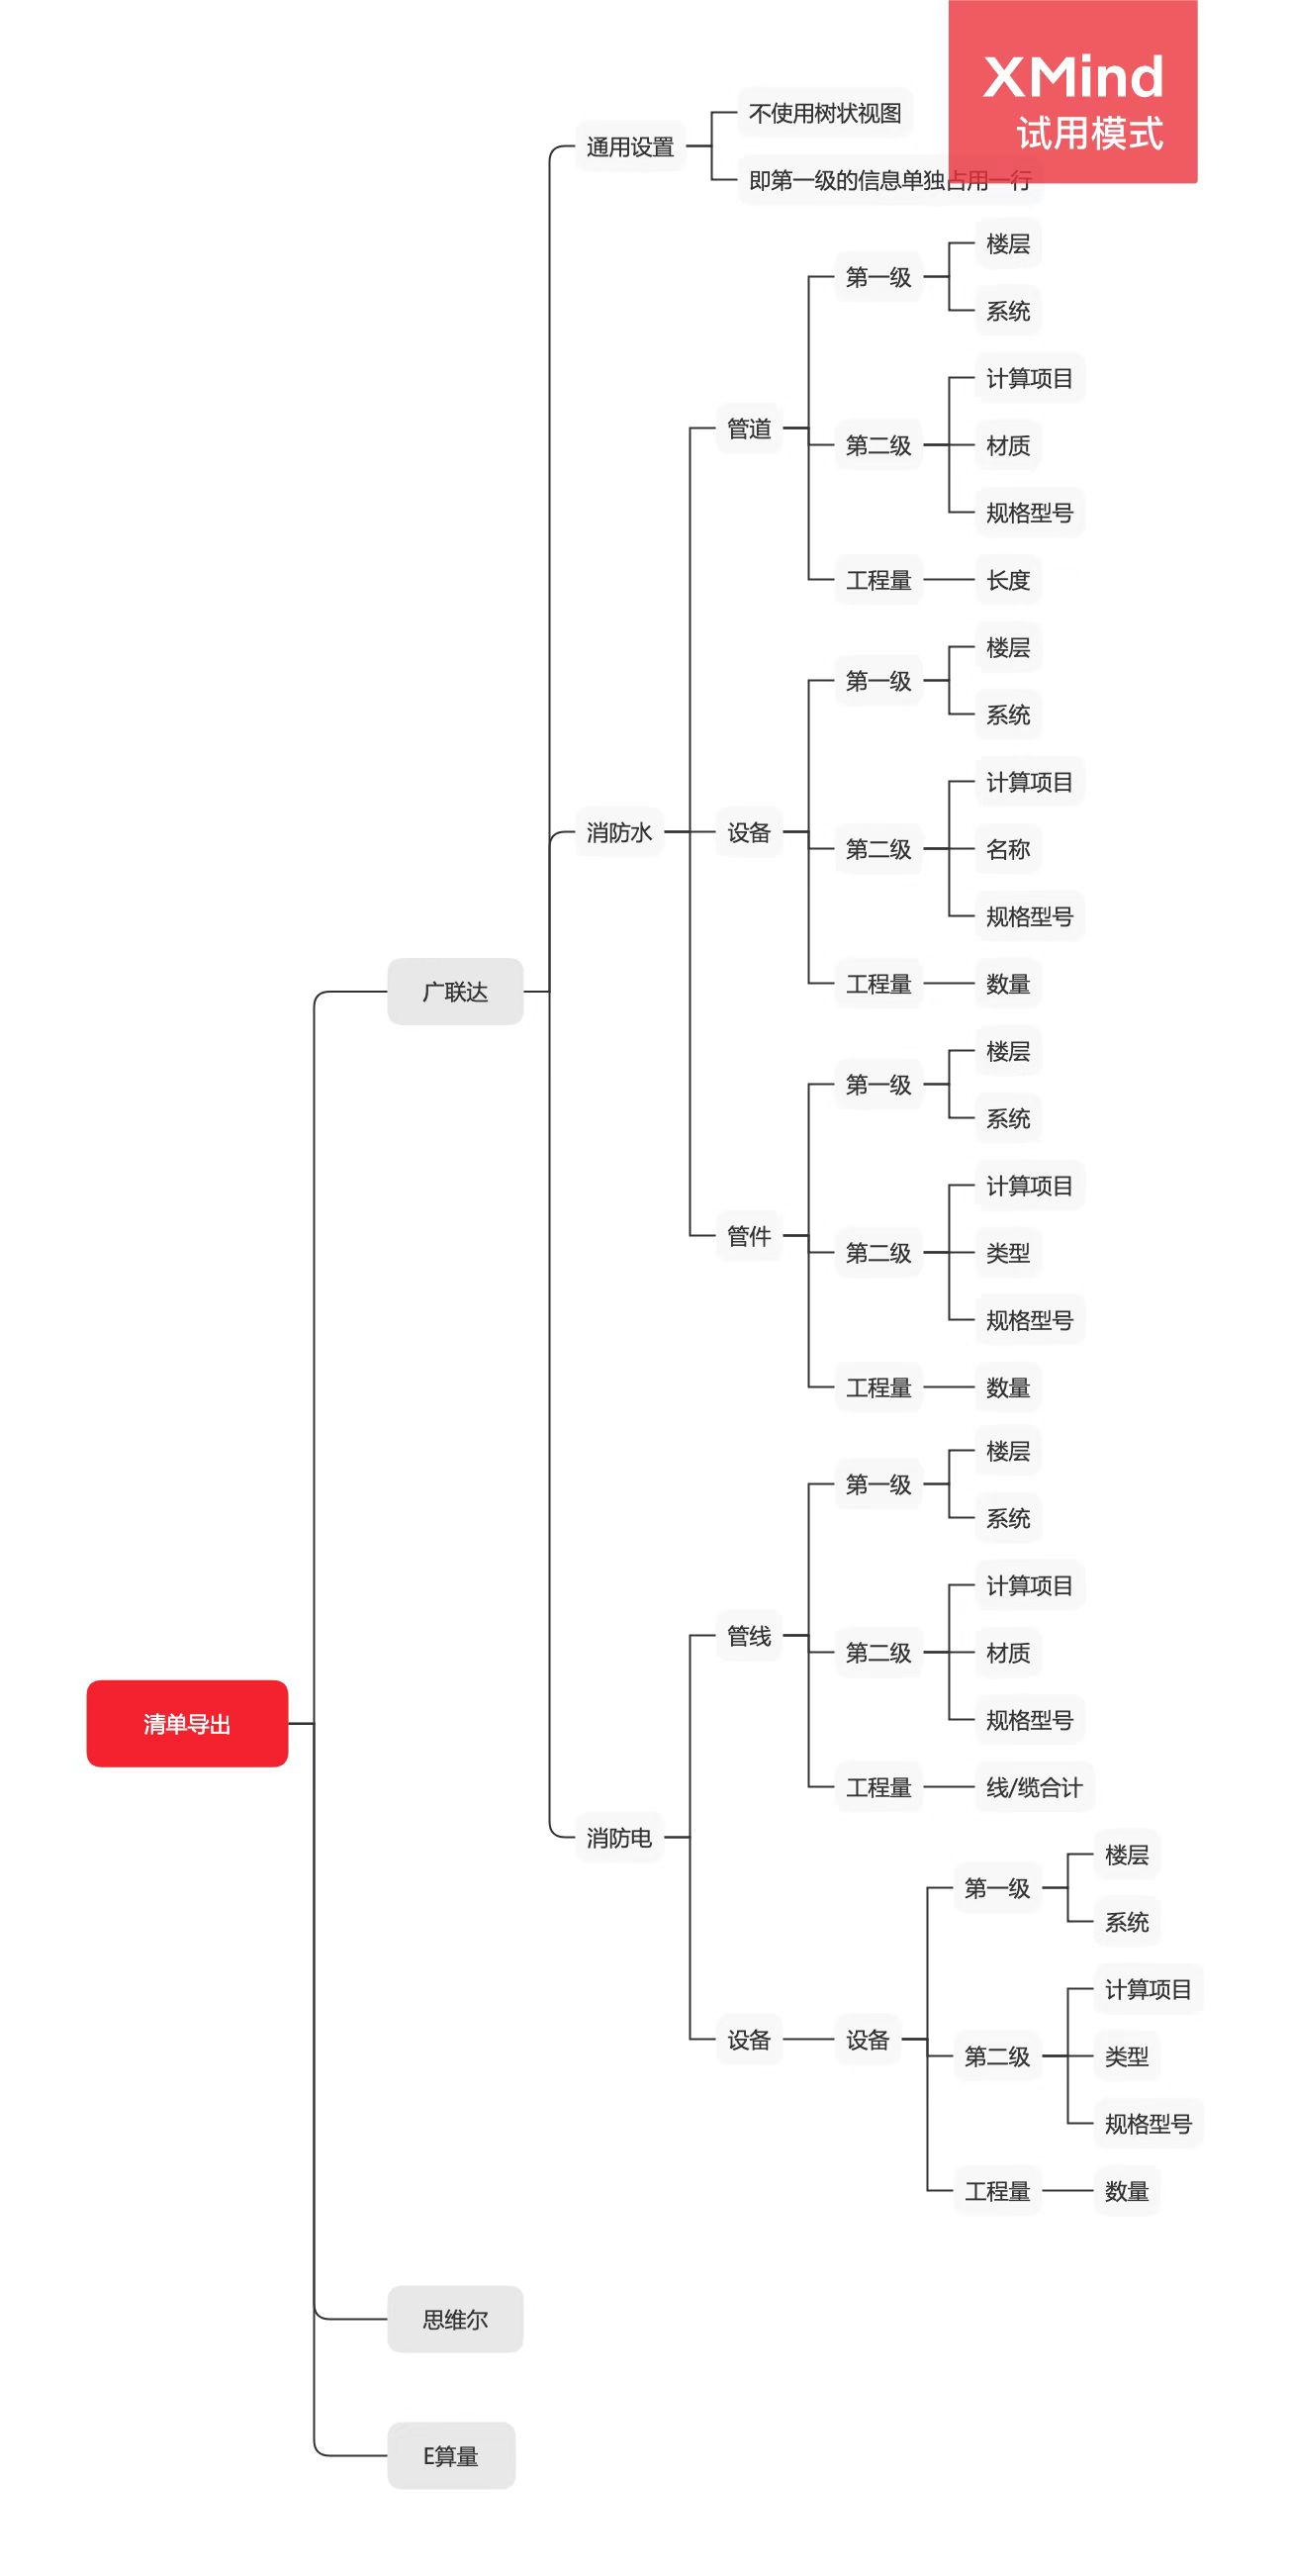 XMind
试用模式
不使用树状视图
通用设置
即第一级的信息单独占用一行
楼层
第一级
系统
计算项目
管道
第二级
材质
规格型号
工程量
长度
楼层
第一级
系统
计算项目
消防水
设备
第二级
名称
规格型号
广联达
工程量
数量
楼层
第一级
系统
计算项目
管件
第二级
类型
规格型号
工程量
数量
楼层
第一级
系统
计算项目
管线
第二级
材质
规格型号
清单导出
工程量
线/缆合计
消防电
楼层
第一级
系统
计算项目
设备
设备
第二级
类型
规格型号
工程量
数量
思维尔
E算量